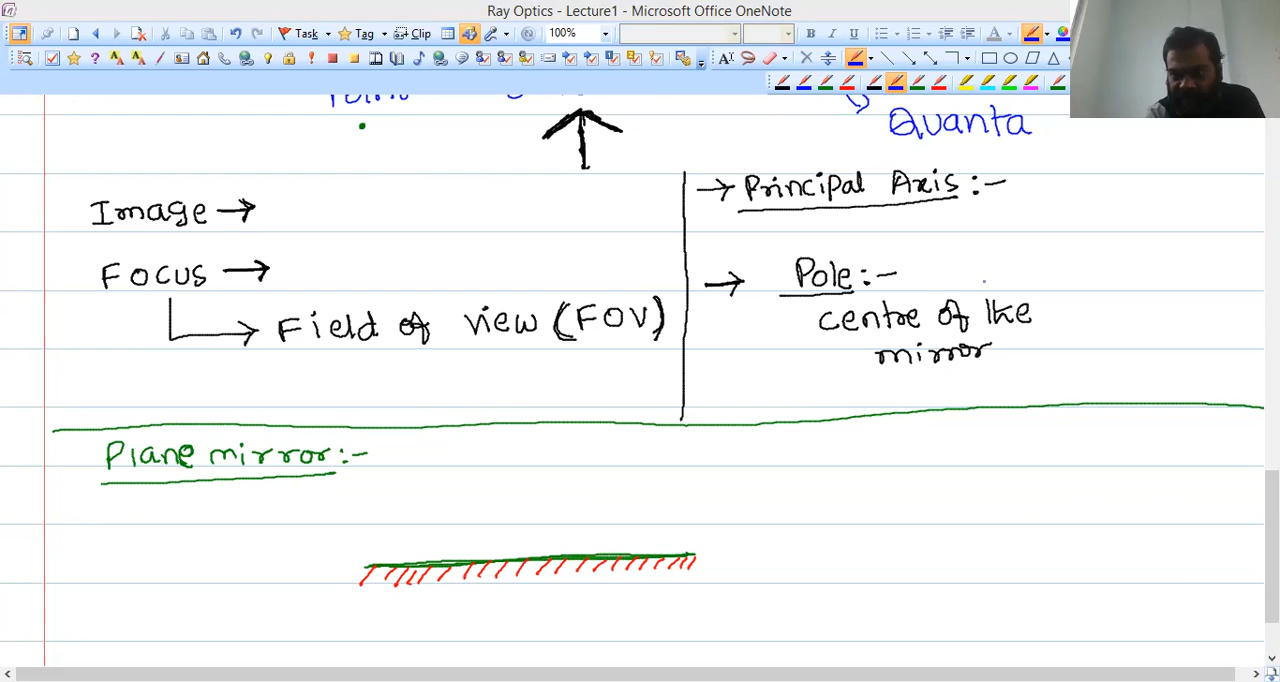 Ray Optics - Lecture1 - Microsoft Office OneNote
Task Tag Clip 100% B I U A
Quanta
Image →
Focus →
Field of view (FOV)
→ Principal Axis :-
→ Pole :-
centre of the
mirror
Plane mirror :-